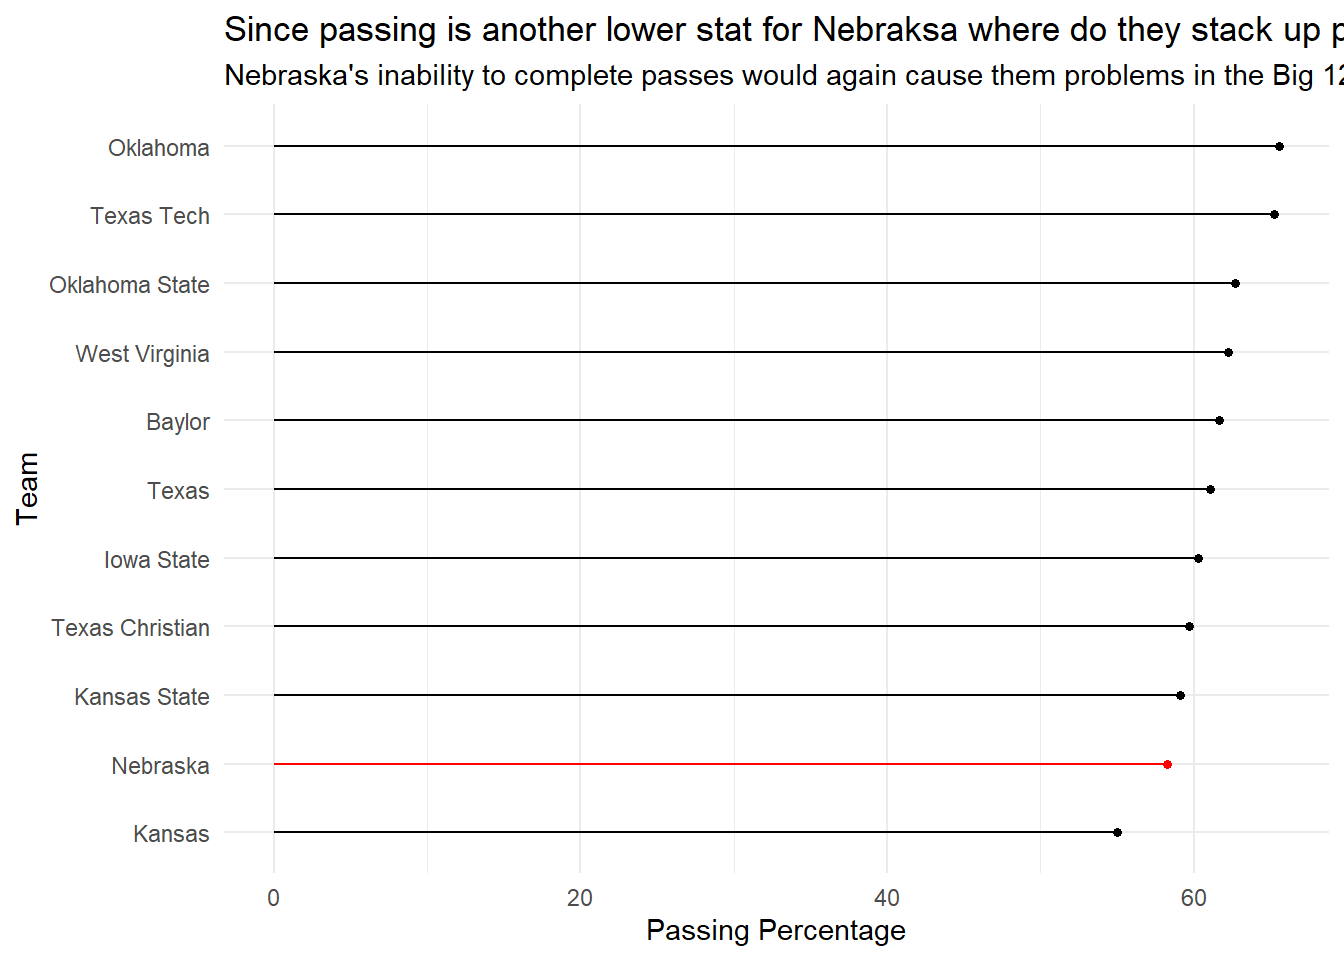 Since passing is another lower stat for Nebraksa where do they stack up
Nebraska's inability to complete passes would again cause them problems in the Big 12
Oklahoma
Texas Tech
Oklahoma State
West Virginia
Baylor
Texas
Iowa State
Texas Christian
Kansas State
Nebraska
Kansas
Team
0 20 40 60
Passing Percentage